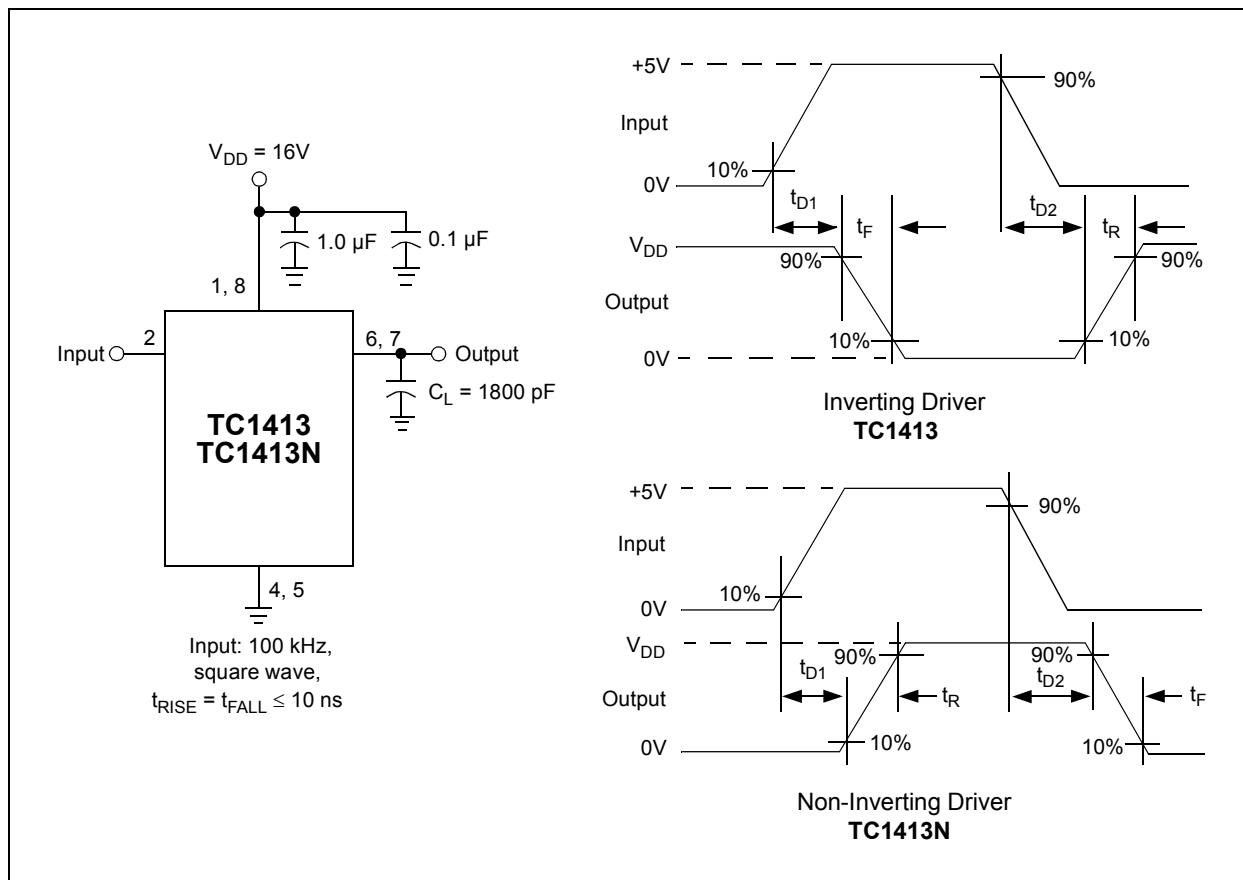 V_DD = 16V
1.0 µF
0.1 µF
1, 8
Input
2
6, 7
Output
C_L = 1800 pF
TC1413
TC1413N
4, 5
Input: 100 kHz,
square wave,
t_RISE = t_FALL ≤ 10 ns
+5V
90%
Input
10%
0V
t_D1
t_D2
t_F
t_R
V_DD
90%
90%
Output
10%
10%
0V
Inverting Driver
TC1413
+5V
90%
Input
10%
0V
V_DD
t_D1
90%
90%
t_D2
Output
t_R
t_F
0V
10%
10%
Non-Inverting Driver
TC1413N